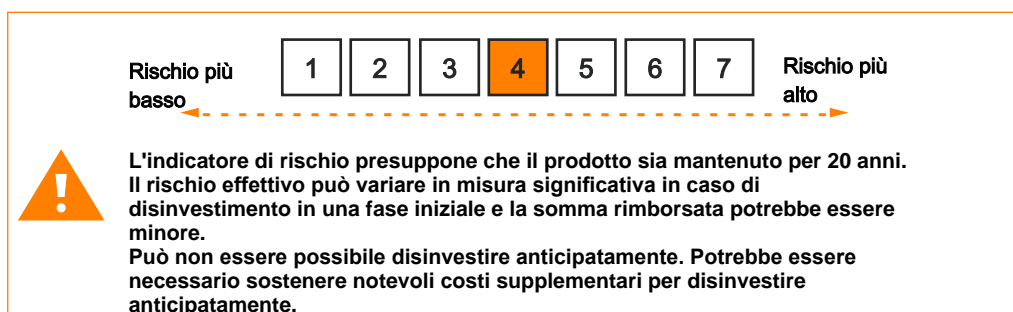 Rischio più
basso
1 2 3 4 5 6 7
Rischio più
alto
!
L'indicatore di rischio presuppone che il prodotto sia mantenuto per 20 anni.
Il rischio effettivo può variare in misura significativa in caso di
disinvestimento in una fase iniziale e la somma rimborsata potrebbe essere
minore.
Può non essere possibile disinvestire anticipatamente. Potrebbe essere
necessario sostenere notevoli costi supplementari per disinvestire
anticipatamente.